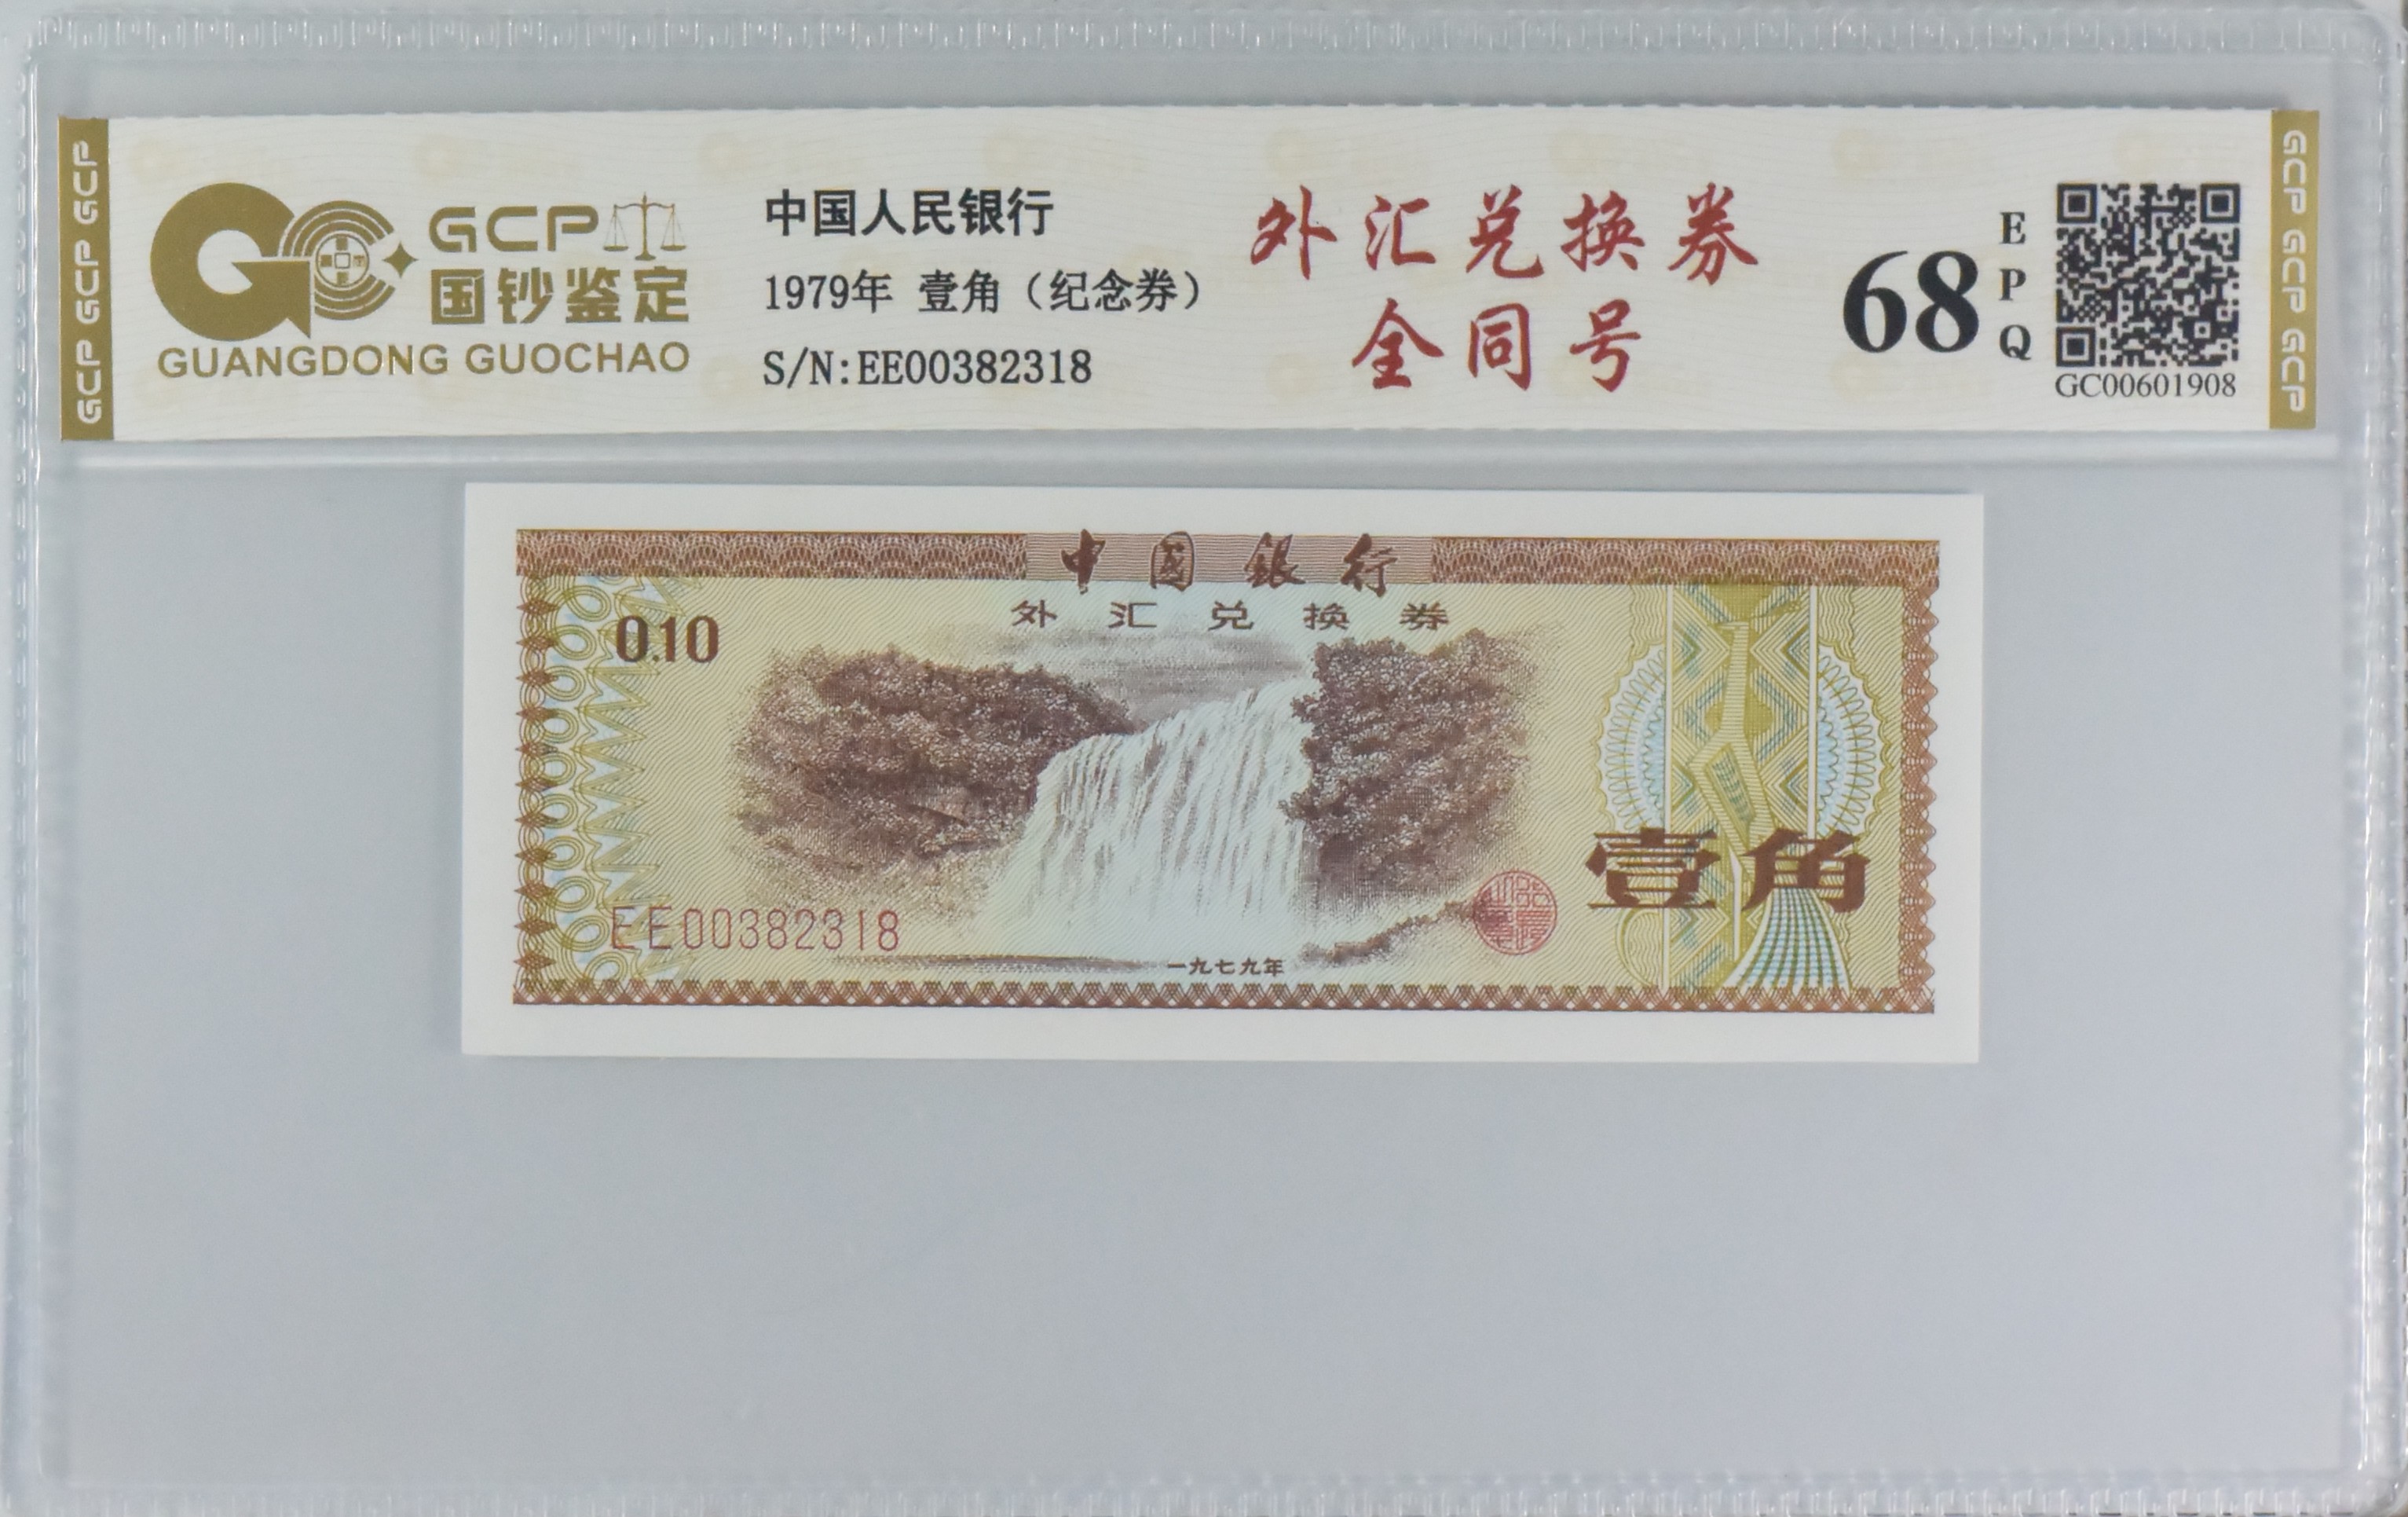 GCP GCP GCP
GCP
国钞鉴定
GUANGDONG GUOCHAO
中国人民银行
1979年 壹角（纪念券）
S/N:EE00382318
外汇兑换券
全同号
68
EPQ
GC00601908
GCP GCP GCP
中國銀行
外汇兑换券
0.10
壹角
EE00382318
一九七九年